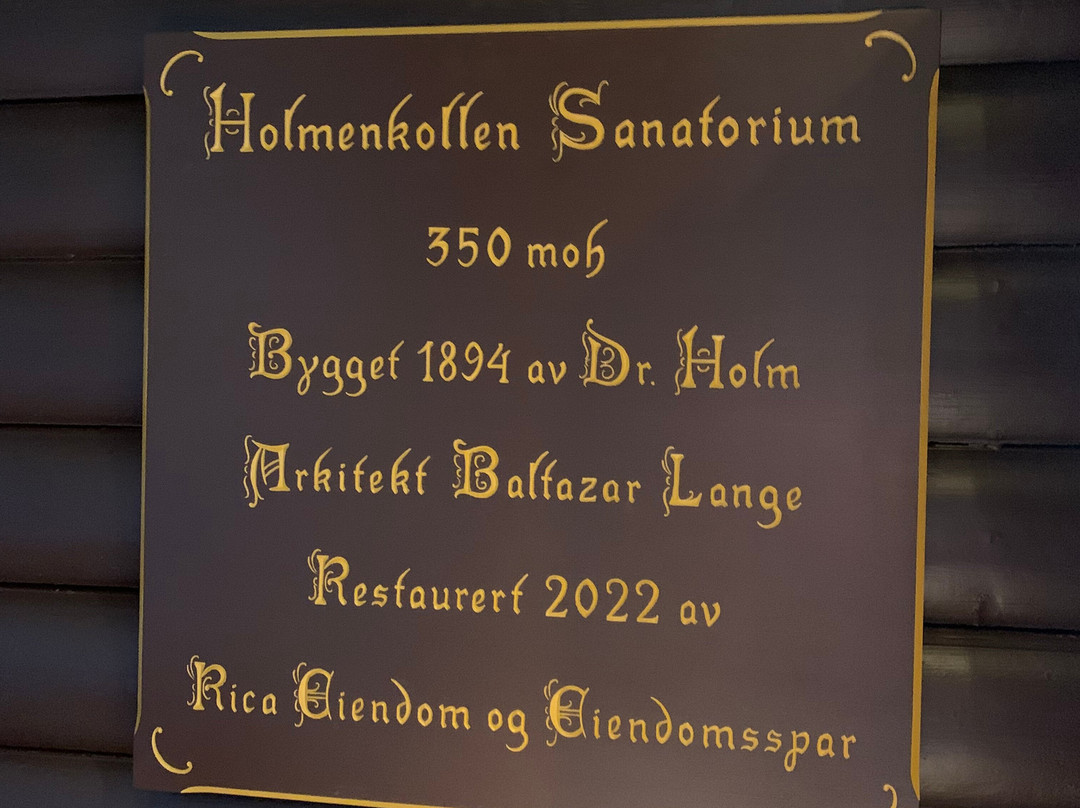 Holmenkollen Sanatorium
350 moh
Bygget 1894 av Dr. Holm
Arkitekt Baltazar Lange
Restaurert 2022 av
Rica Eiendom og Eiendomsspar